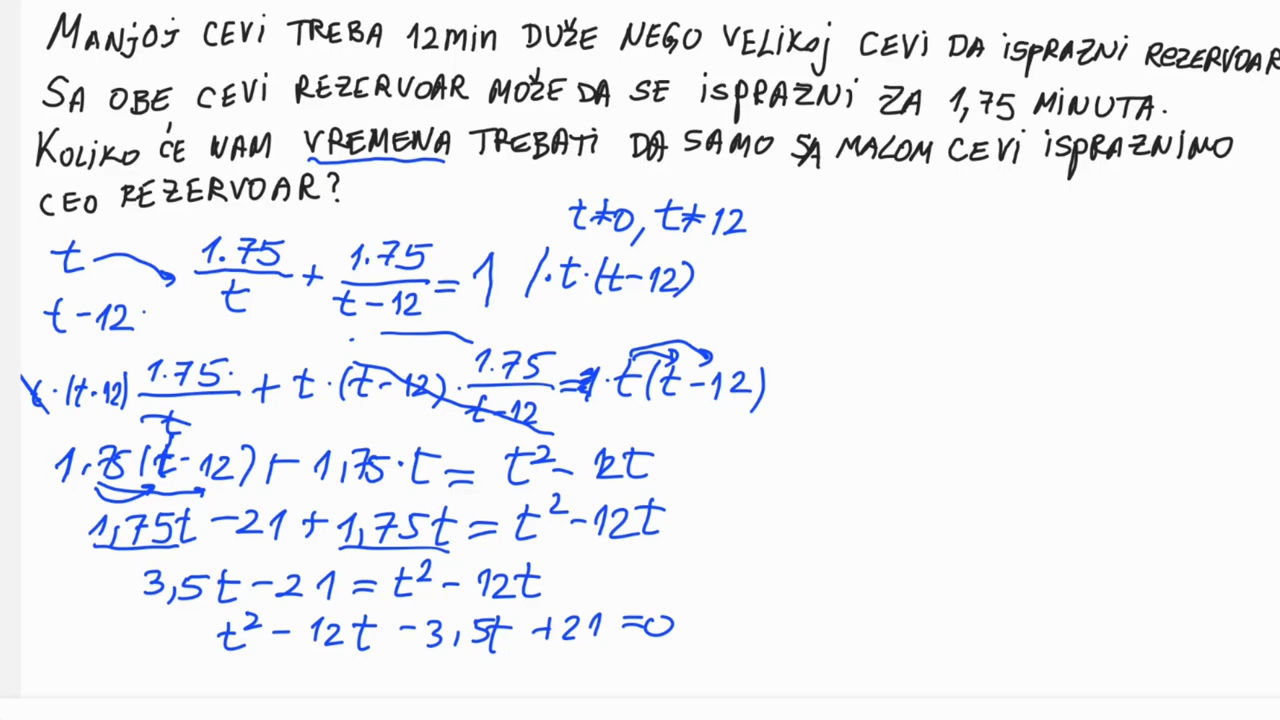 MANJOJ CEVI TREBA 12min DUŽE NEGO VELIKOJ CEVI DA ISPRAZNI REZERVOAR
SA OBE CEVI REZERVOAR MOŽE DA SE ISPRAZNI ZA 1,75 MINUTA.
KOLIKO ĆE NAM VREMENA TREBATI DA SAMO SA MALOM CEVI ISPRAZNIMO
CEO REZERVOAR?
t≠0, t≠12
t 1.75/t + 1.75/(t-12) = 1 /·t·(t-12)
t-12
t·(t-12) 1.75/t + t·(t-12)·1.75/(t-12) = 1·t(t-12)
1,75(t-12)+1,75·t = t²-12t
1,75t-21+1,75t = t²-12t
3,5t-21 = t²-12t
t²-12t-3,5t+21=0